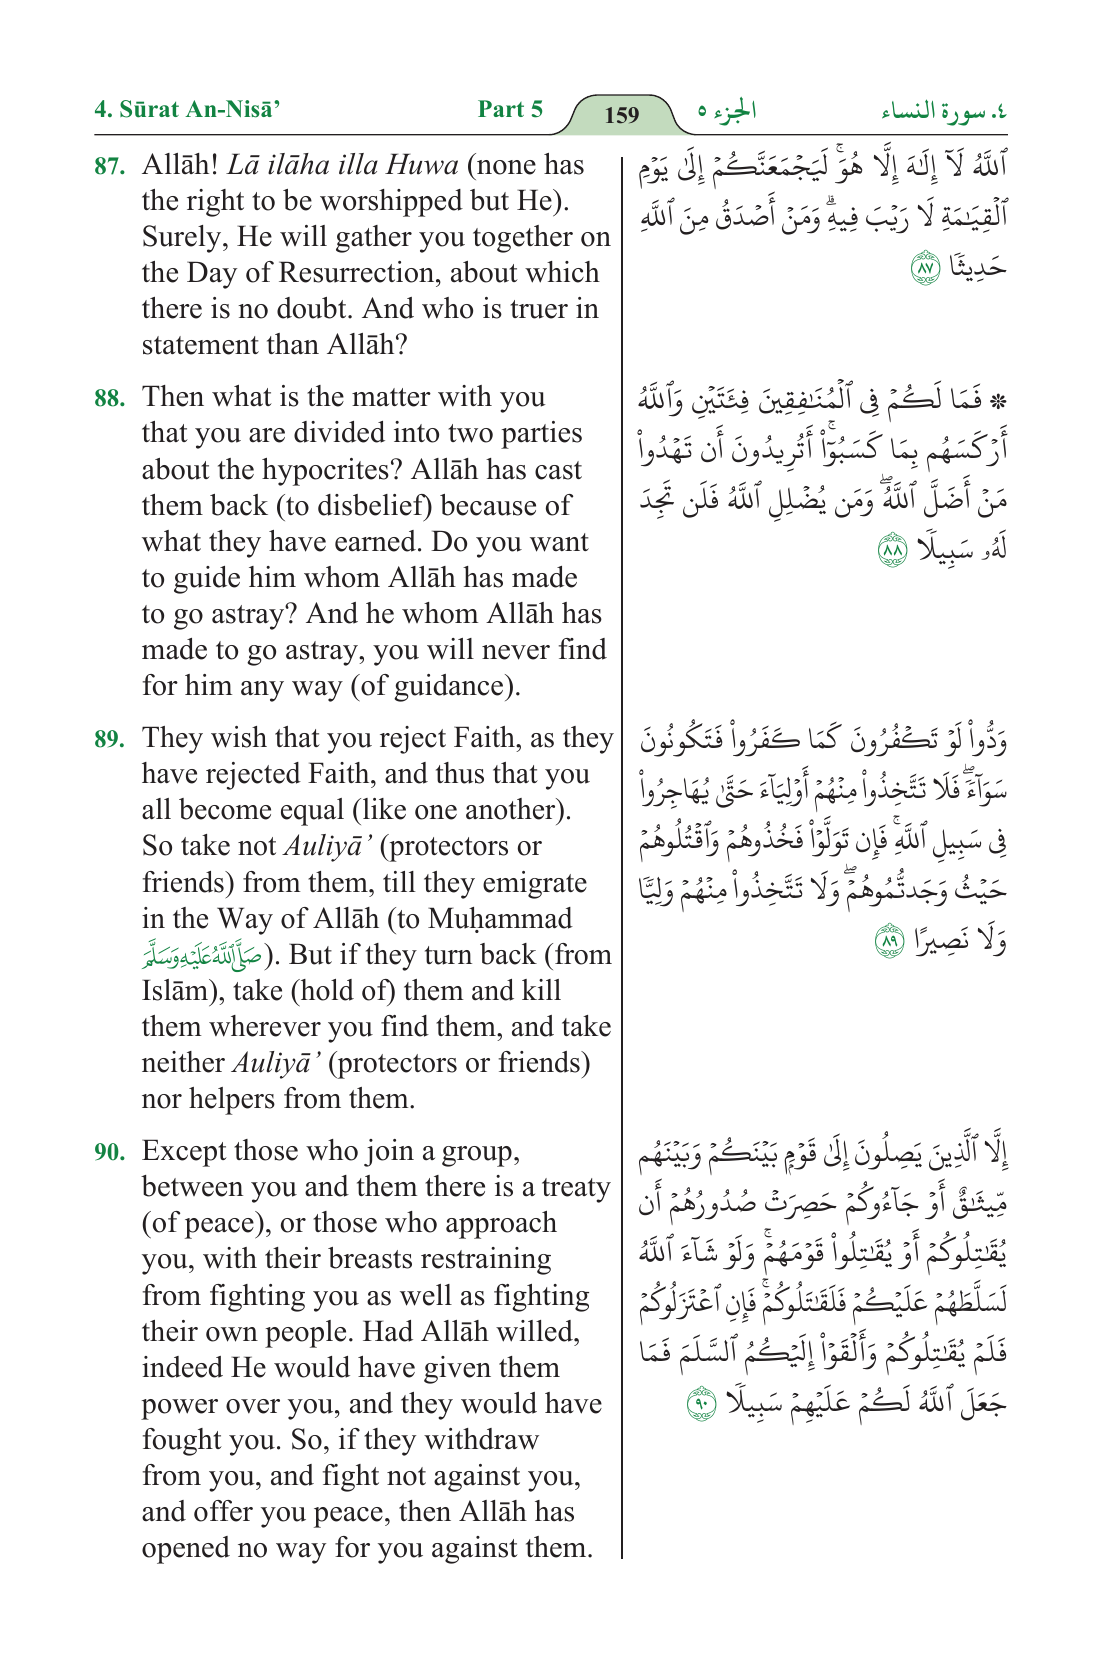 4. Sūrat An-Nisā’ Part 5 159 الجزء ٥ ٤. سورة النساء
87. Allāh! Lā ilāha illa Huwa (none has
the right to be worshipped but He).
Surely, He will gather you together on
the Day of Resurrection, about which
there is no doubt. And who is truer in
statement than Allāh?
ٱللَّهُ لَآ إِلَٰهَ إِلَّا هُوَۚ لَيَجۡمَعَنَّكُمۡ إِلَىٰ يَوۡمِ
ٱلۡقِيَٰمَةِ لَا رَيۡبَ فِيهِۗ وَمَنۡ أَصۡدَقُ مِنَ ٱللَّهِ
حَدِيثٗا ٨٧
88. Then what is the matter with you
that you are divided into two parties
about the hypocrites? Allāh has cast
them back (to disbelief) because of
what they have earned. Do you want
to guide him whom Allāh has made
to go astray? And he whom Allāh has
made to go astray, you will never find
for him any way (of guidance).
۞ فَمَا لَكُمۡ فِي ٱلۡمُنَٰفِقِينَ فِئَتَيۡنِ وَٱللَّهُ
أَرۡكَسَهُم بِمَا كَسَبُوٓاْۚ أَتُرِيدُونَ أَن تَهۡدُواْ
مَنۡ أَضَلَّ ٱللَّهُۖ وَمَن يُضۡلِلِ ٱللَّهُ فَلَن تَجِدَ
لَهُۥ سَبِيلٗا ٨٨
89. They wish that you reject Faith, as they
have rejected Faith, and thus that you
all become equal (like one another).
So take not Auliyā’ (protectors or
friends) from them, till they emigrate
in the Way of Allāh (to Muḥammad
صَلَّى ٱللَّهُ عَلَيْهِ وَسَلَّمَ). But if they turn back (from
Islām), take (hold of) them and kill
them wherever you find them, and take
neither Auliyā’ (protectors or friends)
nor helpers from them.
وَدُّواْ لَوۡ تَكۡفُرُونَ كَمَا كَفَرُواْ فَتَكُونُونَ
سَوَآءٗۖ فَلَا تَتَّخِذُواْ مِنۡهُمۡ أَوۡلِيَآءَ حَتَّىٰ يُهَاجِرُواْ
فِي سَبِيلِ ٱللَّهِۚ فَإِن تَوَلَّوۡاْ فَخُذُوهُمۡ وَٱقۡتُلُوهُمۡ
حَيۡثُ وَجَدتُّمُوهُمۡۖ وَلَا تَتَّخِذُواْ مِنۡهُمۡ وَلِيّٗا
وَلَا نَصِيرًا ٨٩
90. Except those who join a group,
between you and them there is a treaty
(of peace), or those who approach
you, with their breasts restraining
from fighting you as well as fighting
their own people. Had Allāh willed,
indeed He would have given them
power over you, and they would have
fought you. So, if they withdraw
from you, and fight not against you,
and offer you peace, then Allāh has
opened no way for you against them.
إِلَّا ٱلَّذِينَ يَصِلُونَ إِلَىٰ قَوۡمِۭ بَيۡنَكُمۡ وَبَيۡنَهُم
مِّيثَٰقٌ أَوۡ جَآءُوكُمۡ حَصِرَتۡ صُدُورُهُمۡ أَن
يُقَٰتِلُوكُمۡ أَوۡ يُقَٰتِلُواْ قَوۡمَهُمۡۚ وَلَوۡ شَآءَ ٱللَّهُ
لَسَلَّطَهُمۡ عَلَيۡكُمۡ فَلَقَٰتَلُوكُمۡۚ فَإِنِ ٱعۡتَزَلُوكُمۡ
فَلَمۡ يُقَٰتِلُوكُمۡ وَأَلۡقَوۡاْ إِلَيۡكُمُ ٱلسَّلَمَ فَمَا
جَعَلَ ٱللَّهُ لَكُمۡ عَلَيۡهِمۡ سَبِيلٗا ٩٠